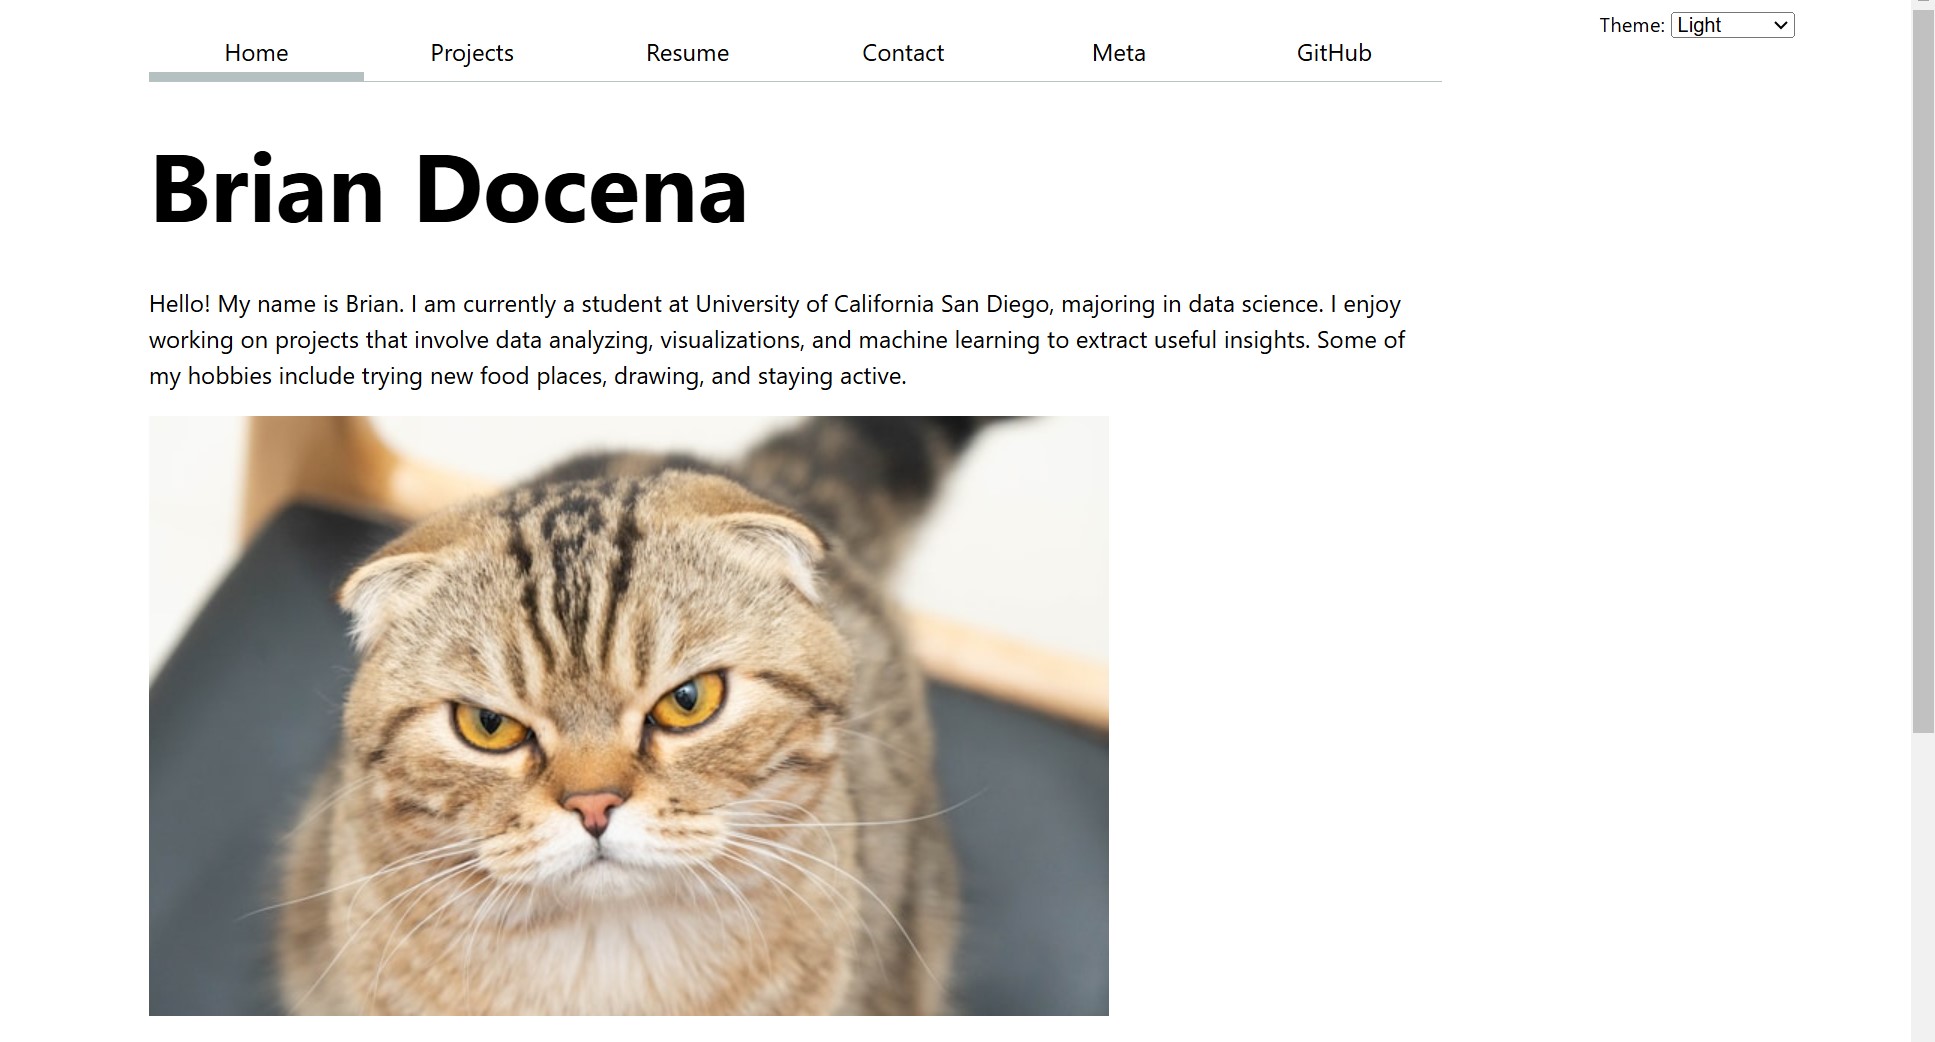 Theme: Light
Home Projects Resume Contact Meta GitHub
Brian Docena
Hello! My name is Brian. I am currently a student at University of California San Diego, majoring in data science. I enjoy
working on projects that involve data analyzing, visualizations, and machine learning to extract useful insights. Some of
my hobbies include trying new food places, drawing, and staying active.